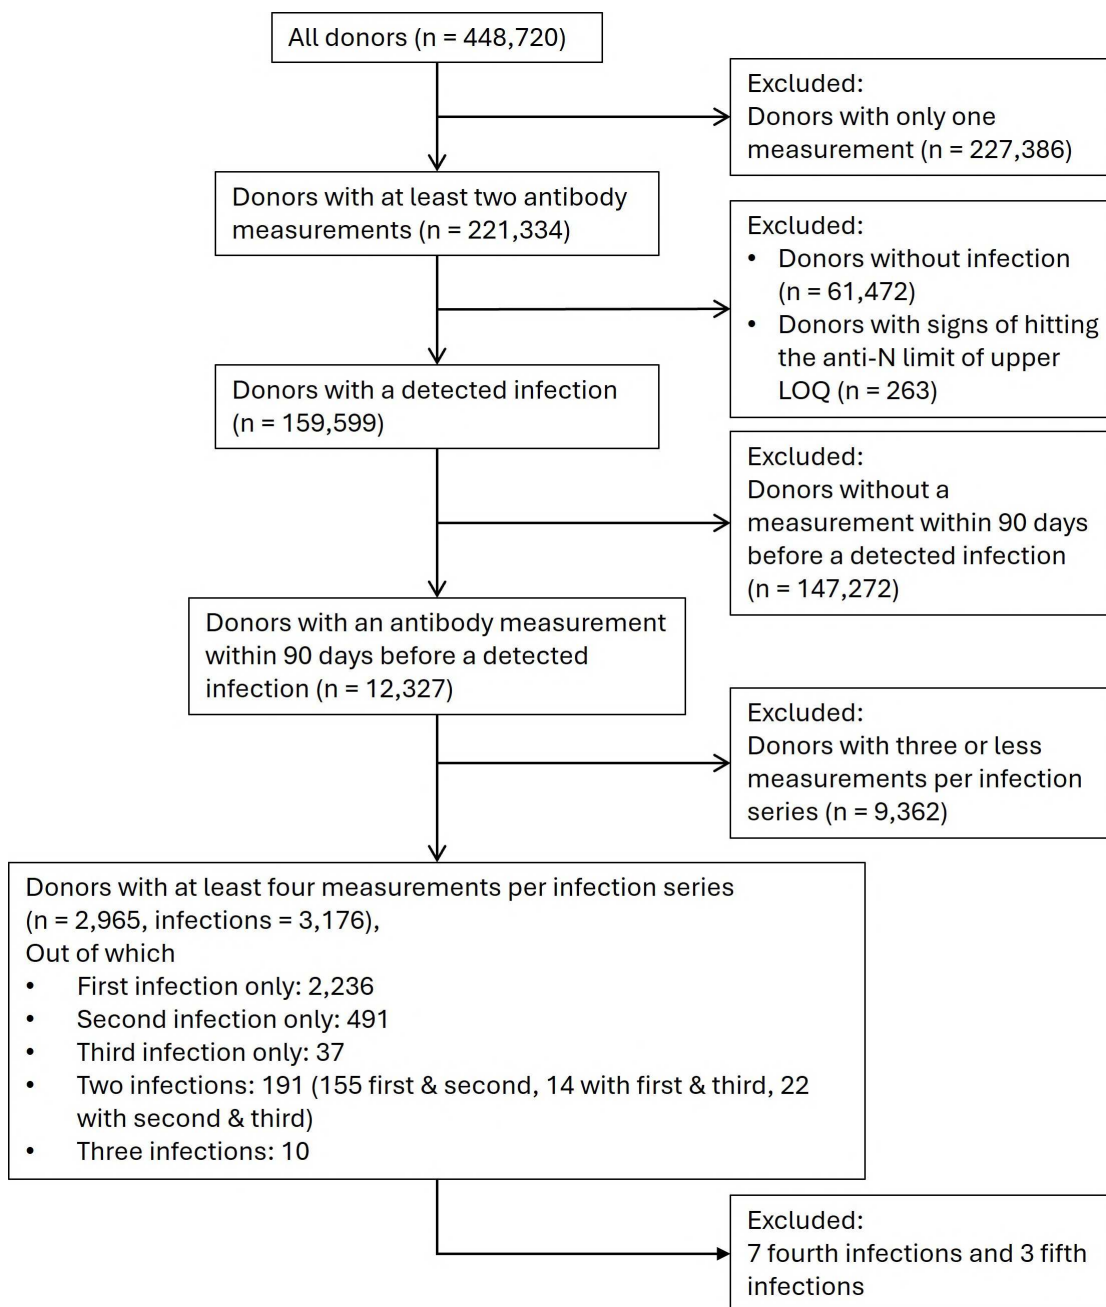 All donors (n = 448,720)
Excluded:
Donors with only one
measurement (n = 227,386)
Donors with at least two antibody
measurements (n = 221,334)
Excluded:
• Donors without infection
(n = 61,472)
• Donors with signs of hitting
the anti-N limit of upper
LOQ (n = 263)
Donors with a detected infection
(n = 159,599)
Excluded:
Donors without a
measurement within 90 days
before a detected infection
(n = 147,272)
Donors with an antibody measurement
within 90 days before a detected
infection (n = 12,327)
Excluded:
Donors with three or less
measurements per infection
series (n = 9,362)
Donors with at least four measurements per infection series
(n = 2,965, infections = 3,176),
Out of which
• First infection only: 2,236
• Second infection only: 491
• Third infection only: 37
• Two infections: 191 (155 first & second, 14 with first & third, 22
with second & third)
• Three infections: 10
Excluded:
7 fourth infections and 3 fifth
infections